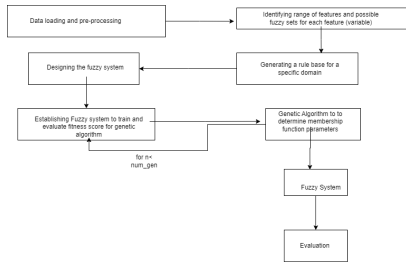 Data loading and pre-processing
Identifying range of features and possible
fuzzy sets for each feature (variable)
Designing the fuzzy system
Generating a rule base for a
specific domain
Establishing Fuzzy system to train and
evaluate fitness score for genetic
algorithm
Genetic Algorithm to to
determine membership
function parameters
for n<
num_gen
Fuzzy System
Evaluation